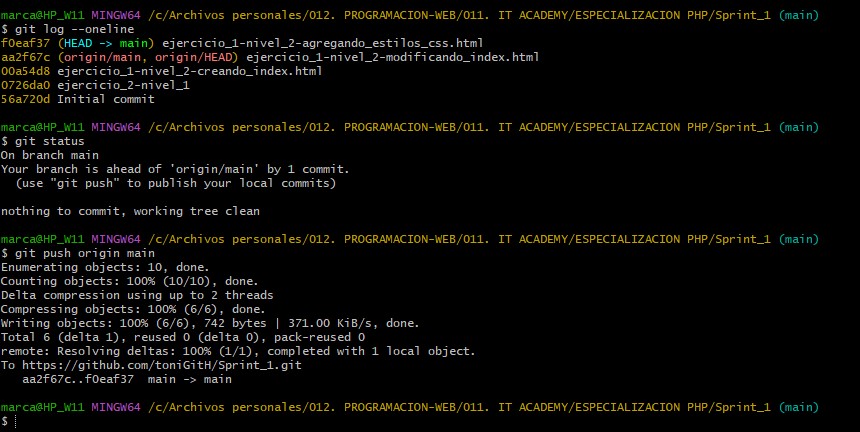 marca@HP_W11 MINGW64 /c/Archivos personales/012. PROGRAMACION-WEB/011. IT ACADEMY/ESPECIALIZACION PHP/Sprint_1 (main)
$ git log --oneline
f0eaf37 (HEAD -> main) ejercicio_1-nivel_2-agregando_estilos_css.html
aa2f67c (origin/main, origin/HEAD) ejercicio_1-nivel_2-modificando_index.html
00a54d8 ejercicio_1-nivel_2-creando_index.html
0726da0 ejercicio_2-nivel_1
56a720d Initial commit
marca@HP_W11 MINGW64 /c/Archivos personales/012. PROGRAMACION-WEB/011. IT ACADEMY/ESPECIALIZACION PHP/Sprint_1 (main)
$ git status
On branch main
Your branch is ahead of 'origin/main' by 1 commit.
  (use "git push" to publish your local commits)
nothing to commit, working tree clean
marca@HP_W11 MINGW64 /c/Archivos personales/012. PROGRAMACION-WEB/011. IT ACADEMY/ESPECIALIZACION PHP/Sprint_1 (main)
$ git push origin main
Enumerating objects: 10, done.
Counting objects: 100% (10/10), done.
Delta compression using up to 2 threads
Compressing objects: 100% (6/6), done.
Writing objects: 100% (6/6), 742 bytes | 371.00 KiB/s, done.
Total 6 (delta 1), reused 0 (delta 0), pack-reused 0
remote: Resolving deltas: 100% (1/1), completed with 1 local object.
To https://github.com/toniGitH/Sprint_1.git
   aa2f67c..f0eaf37  main -> main
marca@HP_W11 MINGW64 /c/Archivos personales/012. PROGRAMACION-WEB/011. IT ACADEMY/ESPECIALIZACION PHP/Sprint_1 (main)
$